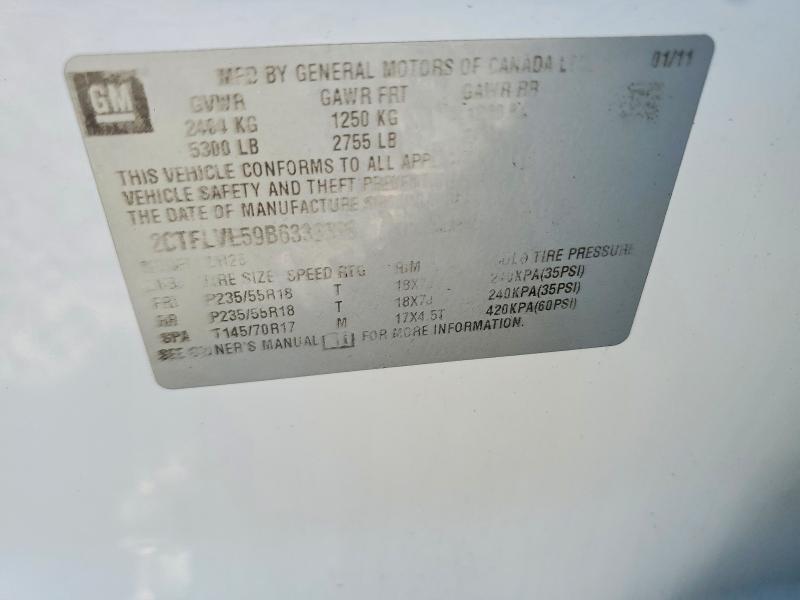 GM
MFD BY GENERAL MOTORS OF CANADA 01/11
GVWR GAWR FRT GAWR RR
2404 KG 1250 KG
5300 LB 2755 LB
THIS VEHICLE CONFORMS TO ALL
VEHICLE SAFETY AND THEFT
THE DATE OF MANUFACTURE
TIRE SIZE SPEED RTG RIM COLD TIRE PRESSURE
FRT P235/55R18 T 18X7J 240KPA(35PSI)
RR P235/55R18 T 18X7J 240KPA(35PSI)
SPA T145/70R17 M 17X4.5T 420KPA(60PSI)
SEE OWNER'S MANUAL FOR MORE INFORMATION.